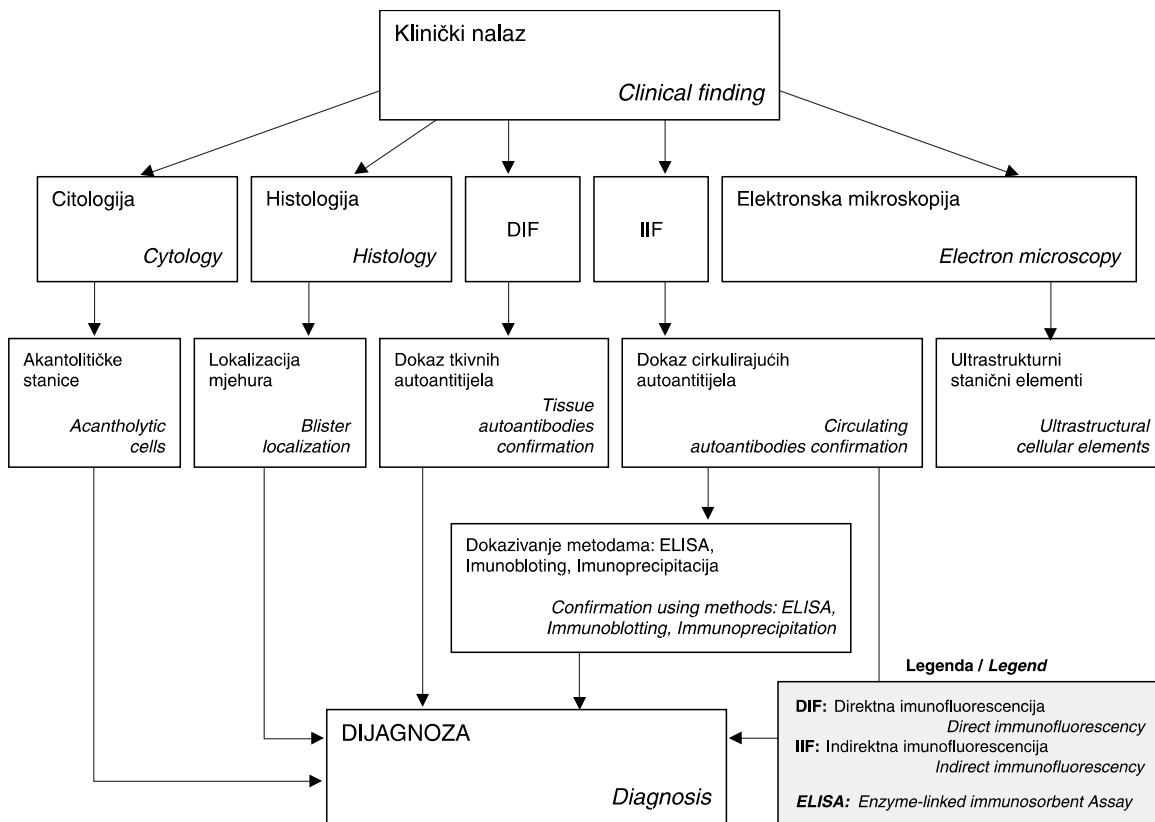 Klinički nalaz
Clinical finding
Citologija
Cytology
Histologija
Histology
DIF
IIF
Elektronska mikroskopija
Electron microscopy
Akantolitičke
stanice
Acantholytic
cells
Lokalizacija
mjehura
Blister
localization
Dokaz tkivnih
autoantitijela
Tissue
autoantibodies
confirmation
Dokaz cirkulirajućih
autoantitijela
Circulating
autoantibodies confirmation
Ultrastrukturni
stanični elementi
Ultrastructural
cellular elements
Dokazivanje metodama: ELISA,
Imunobloting, Imunoprecipitacija
Confirmation using methods: ELISA,
Immunoblotting, Immunoprecipitation
DIJAGNOZA
Diagnosis
Legenda / Legend
DIF: Direktna imunofluorescencija
Direct immunofluorescency
IIF: Indirektna imunofluorescencija
Indirect immunofluorescency
ELISA: Enzyme-linked immunosorbent Assay